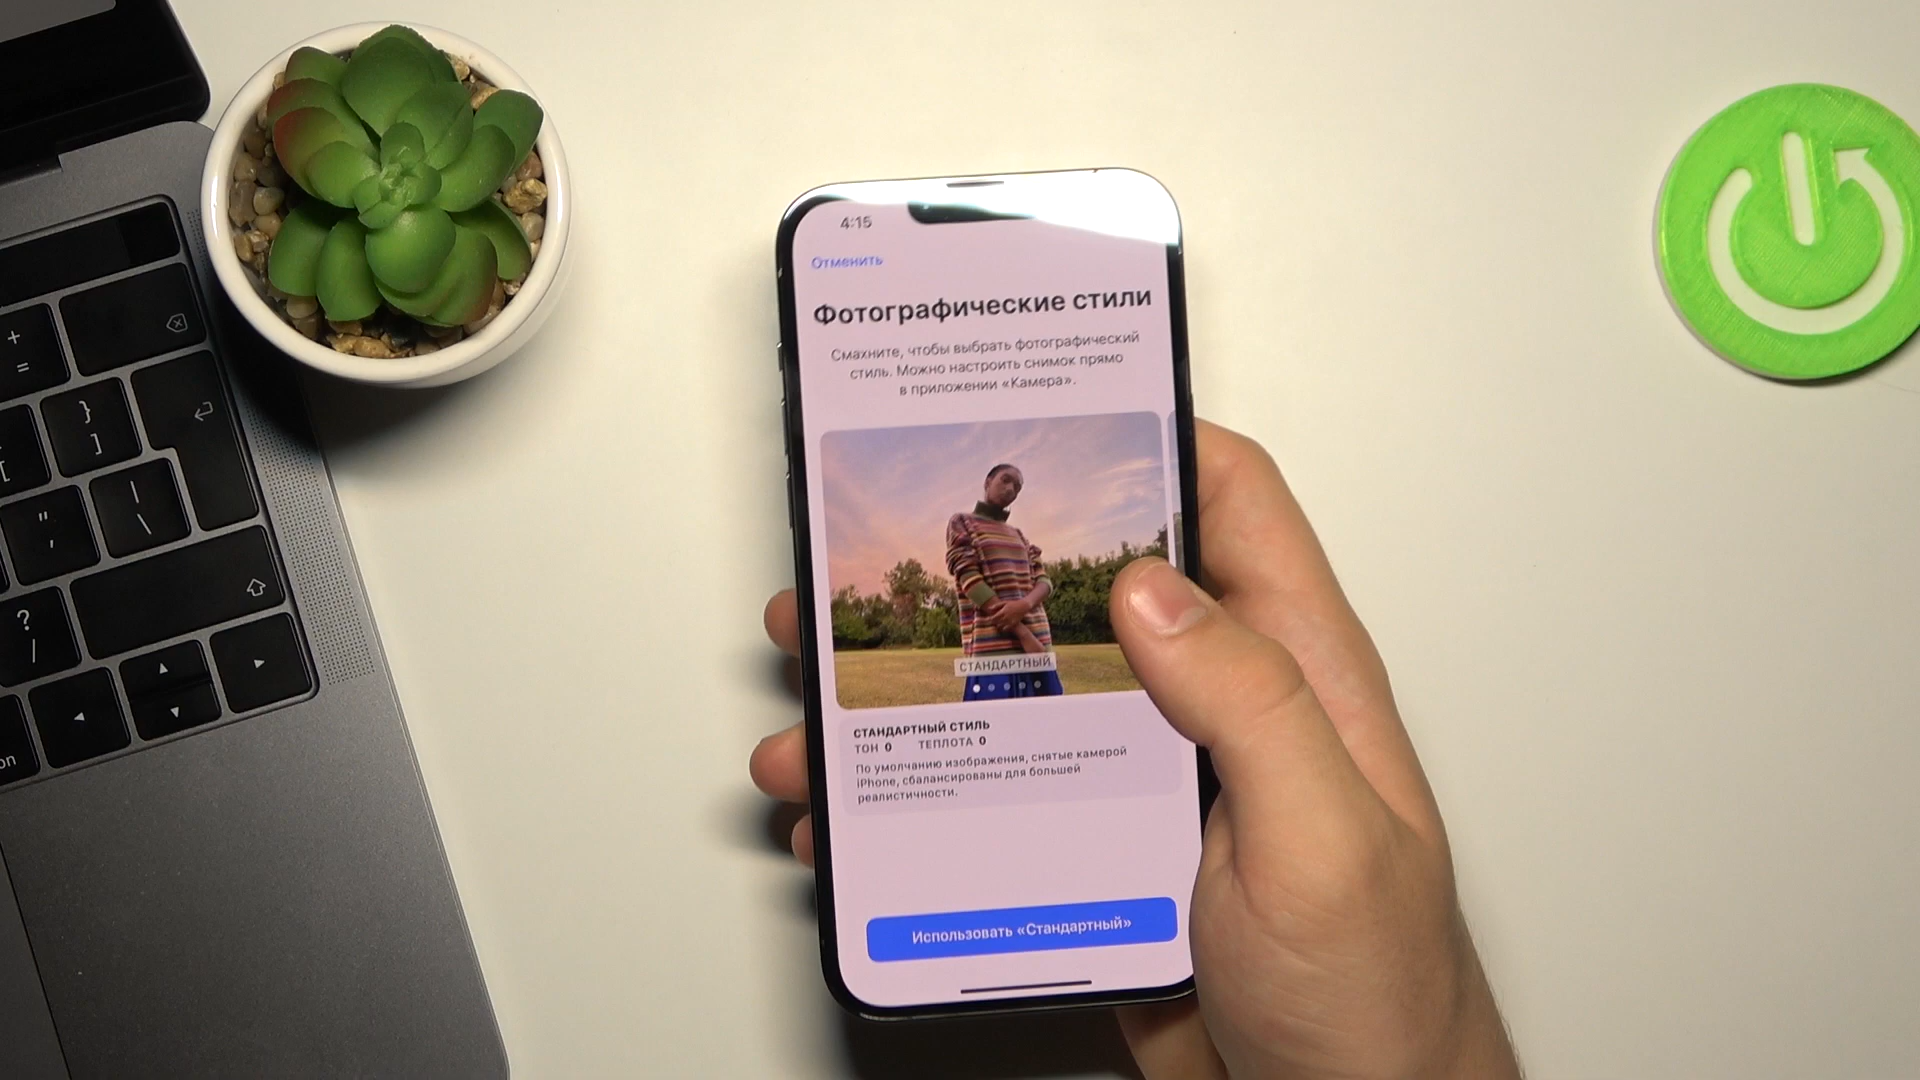 4:15
Отменить
Фотографические стили
Смахните, чтобы выбрать фотографический
стиль. Можно настроить снимок прямо
в приложении «Камера».
СТАНДАРТНЫЙ
СТАНДАРТНЫЙ СТИЛЬ
ТОН 0 ТЕПЛОТА 0
По умолчанию изображения, снятые камерой
iPhone, сбалансированы для большей
реалистичности.
Использовать «Стандартный»
+
=
}
]
[
"
,
|
\
?
/
on